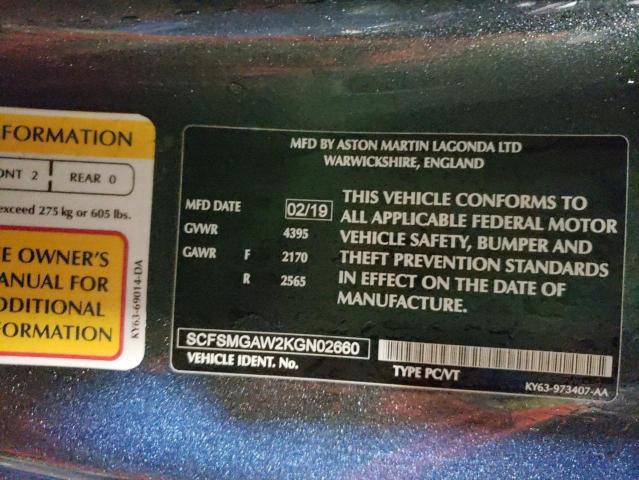 FORMATION
ONT 2 | REAR 0
exceed 275 kg or 605 lbs.
E OWNER'S
ANUAL FOR
DDITIONAL
FORMATION
KY63-69014-DA
MFD BY ASTON MARTIN LAGONDA LTD
WARWICKSHIRE, ENGLAND
MFD DATE 02/19
GVWR 4395
GAWR F 2170
R 2565
THIS VEHICLE CONFORMS TO
ALL APPLICABLE FEDERAL MOTOR
VEHICLE SAFETY, BUMPER AND
THEFT PREVENTION STANDARDS
IN EFFECT ON THE DATE OF
MANUFACTURE.
SCFSMGAW2KGN02660
VEHICLE IDENT. No.
TYPE PC/VT
KY63-973407-AA